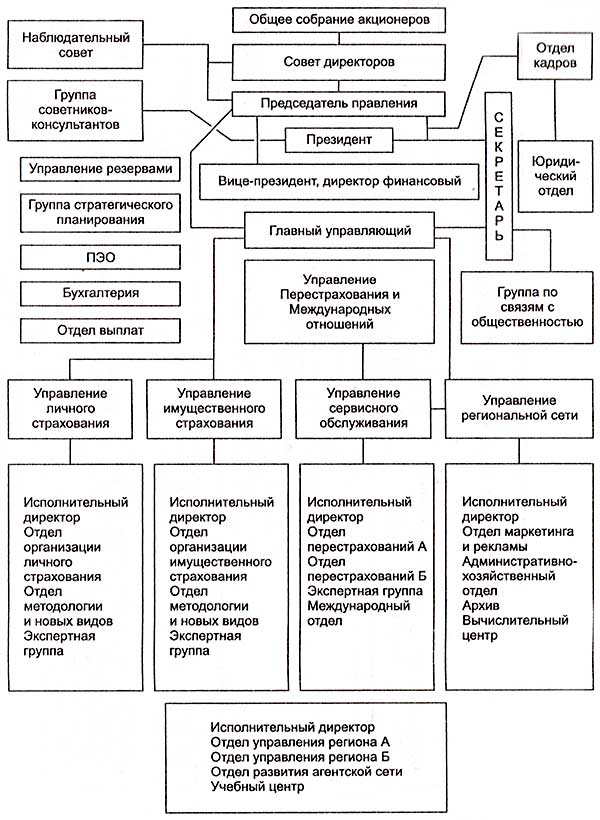 Общее собрание акционеров
Наблюдательный
совет
Совет директоров
Отдел
кадров
Группа
советников-
консультантов
Председатель правления
Президент
СЕКРЕТАРЬ
Юриди-
ческий
отдел
Управление резервами
Вице-президент, директор финансовый
Группа стратегического
планирования
Главный управляющий
ПЭО
Управление
Перестрахования и
Международных
отношений
Бухгалтерия
Группа по
связям с
общественностью
Отдел выплат
Управление
личного
страхования
Управление
имущественного
страхования
Управление
сервисного
обслуживания
Управление
региональной сети
Исполнительный
директор
Отдел
организации
личного
страхования
Отдел
методологии
и новых видов
Экспертная
группа
Исполнительный
директор
Отдел
организации
имущественного
страхования
Отдел
методологии
и новых видов
Экспертная
группа
Исполнительный
директор
Отдел
перестрахований А
Отдел
перестрахований Б
Экспертная группа
Международный
отдел
Исполнительный
директор
Отдел маркетинга
и рекламы
Административно-
хозяйственный
отдел
Архив
Вычислительный
центр
Исполнительный директор
Отдел управления региона А
Отдел управления региона Б
Отдел развития агентской сети
Учебный центр